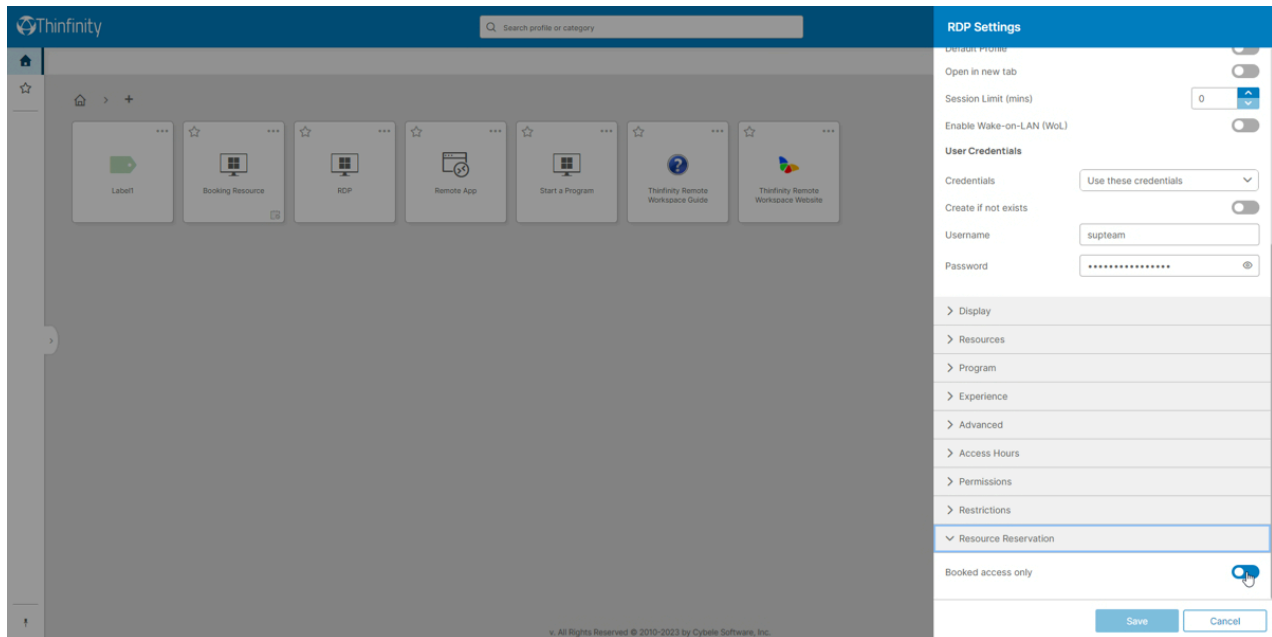 Thinfinity
Search profile or category
RDP Settings
Default Profile
Open in new tab
Session Limit (mins)
0
Enable Wake-on-LAN (WoL)
User Credentials
Credentials
Use these credentials
Create if not exists
Username
supteam
Password
••••••••••••••••
Label1
Booking Resource
RDP
Remote App
Start a Program
Thinfinity Remote
Workspace Guide
Thinfinity Remote
Workspace Website
Display
Resources
Program
Experience
Advanced
Access Hours
Permissions
Restrictions
Resource Reservation
Booked access only
Save
Cancel
v. All Rights Reserved © 2010-2023 by Cybele Software, Inc.